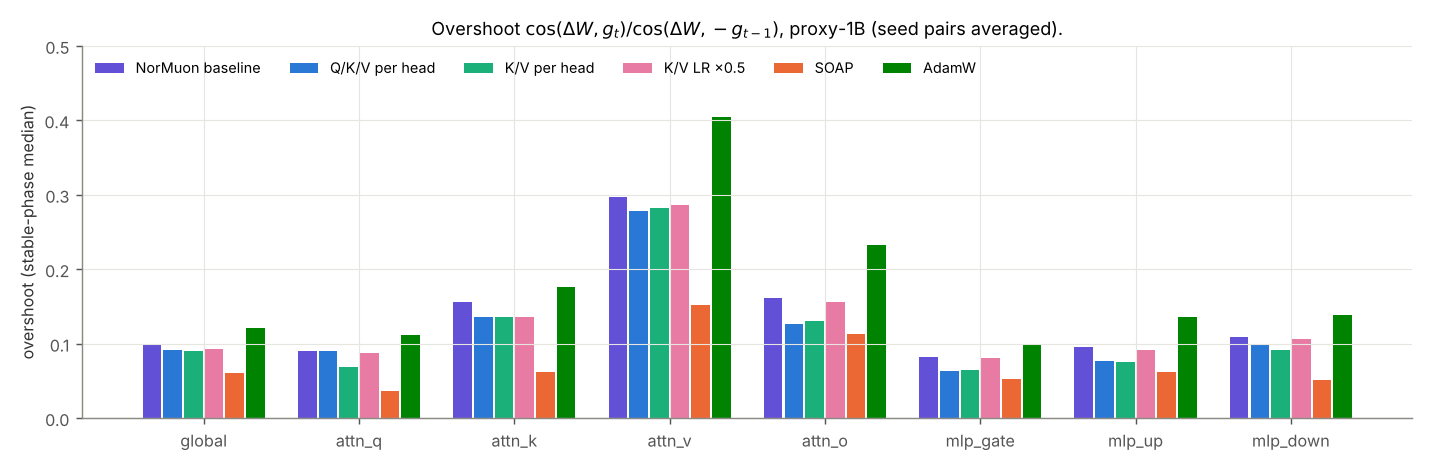 Overshoot cos(ΔW, g_t)/cos(ΔW, −g_{t−1}), proxy-1B (seed pairs averaged).
NorMuon baseline Q/K/V per head K/V per head K/V LR ×0.5 SOAP AdamW
overshoot (stable-phase median)
0.5
0.4
0.3
0.2
0.1
0.0
global attn_q attn_k attn_v attn_o mlp_gate mlp_up mlp_down